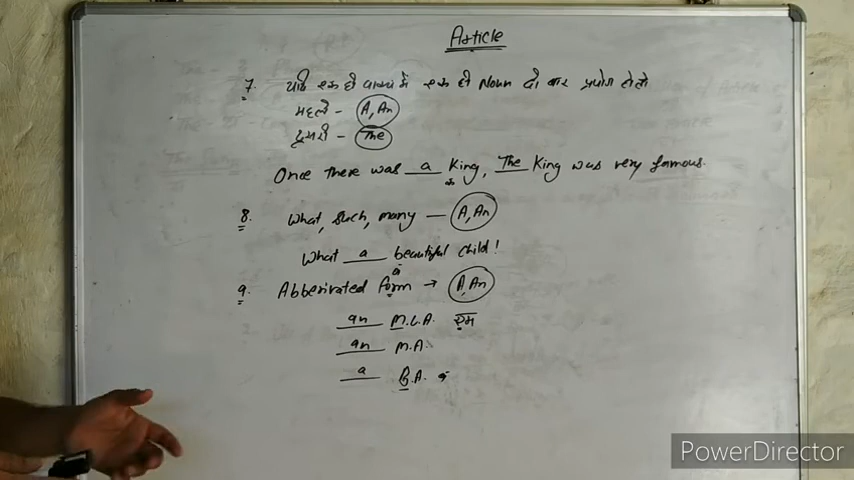 Article
7. यदि एक ही वाक्य में एक ही Noun दो बार प्रयोग हो तो
पहले - A, An
दूसरी - The
Once there was a King, The King was very famous.
क
8. What, such, many - A, An
What a beautiful child!
ब
9. Abberivated form → A, An
an M.L.A. एम
an M.A.
a B.A. ब
PowerDirector